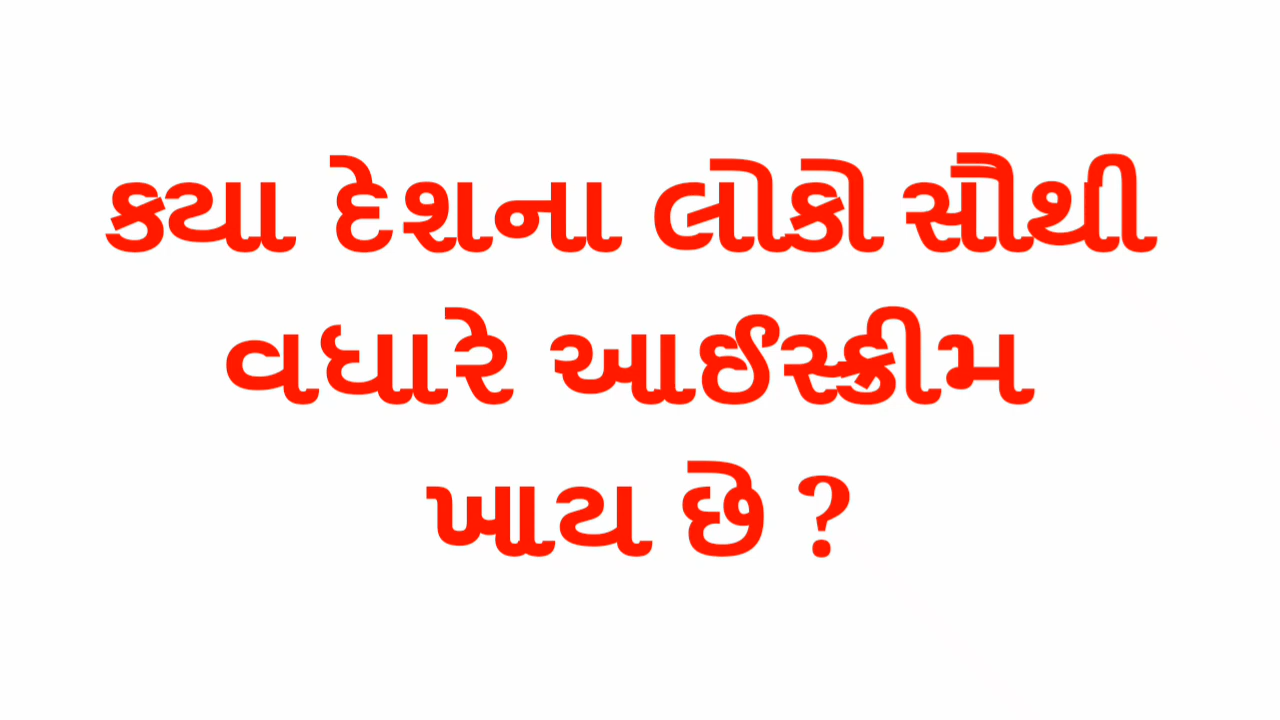 કયા દેશના લોકો સૌથી
વધારે આઈસ્ક્રીમ
ખાય છે ?